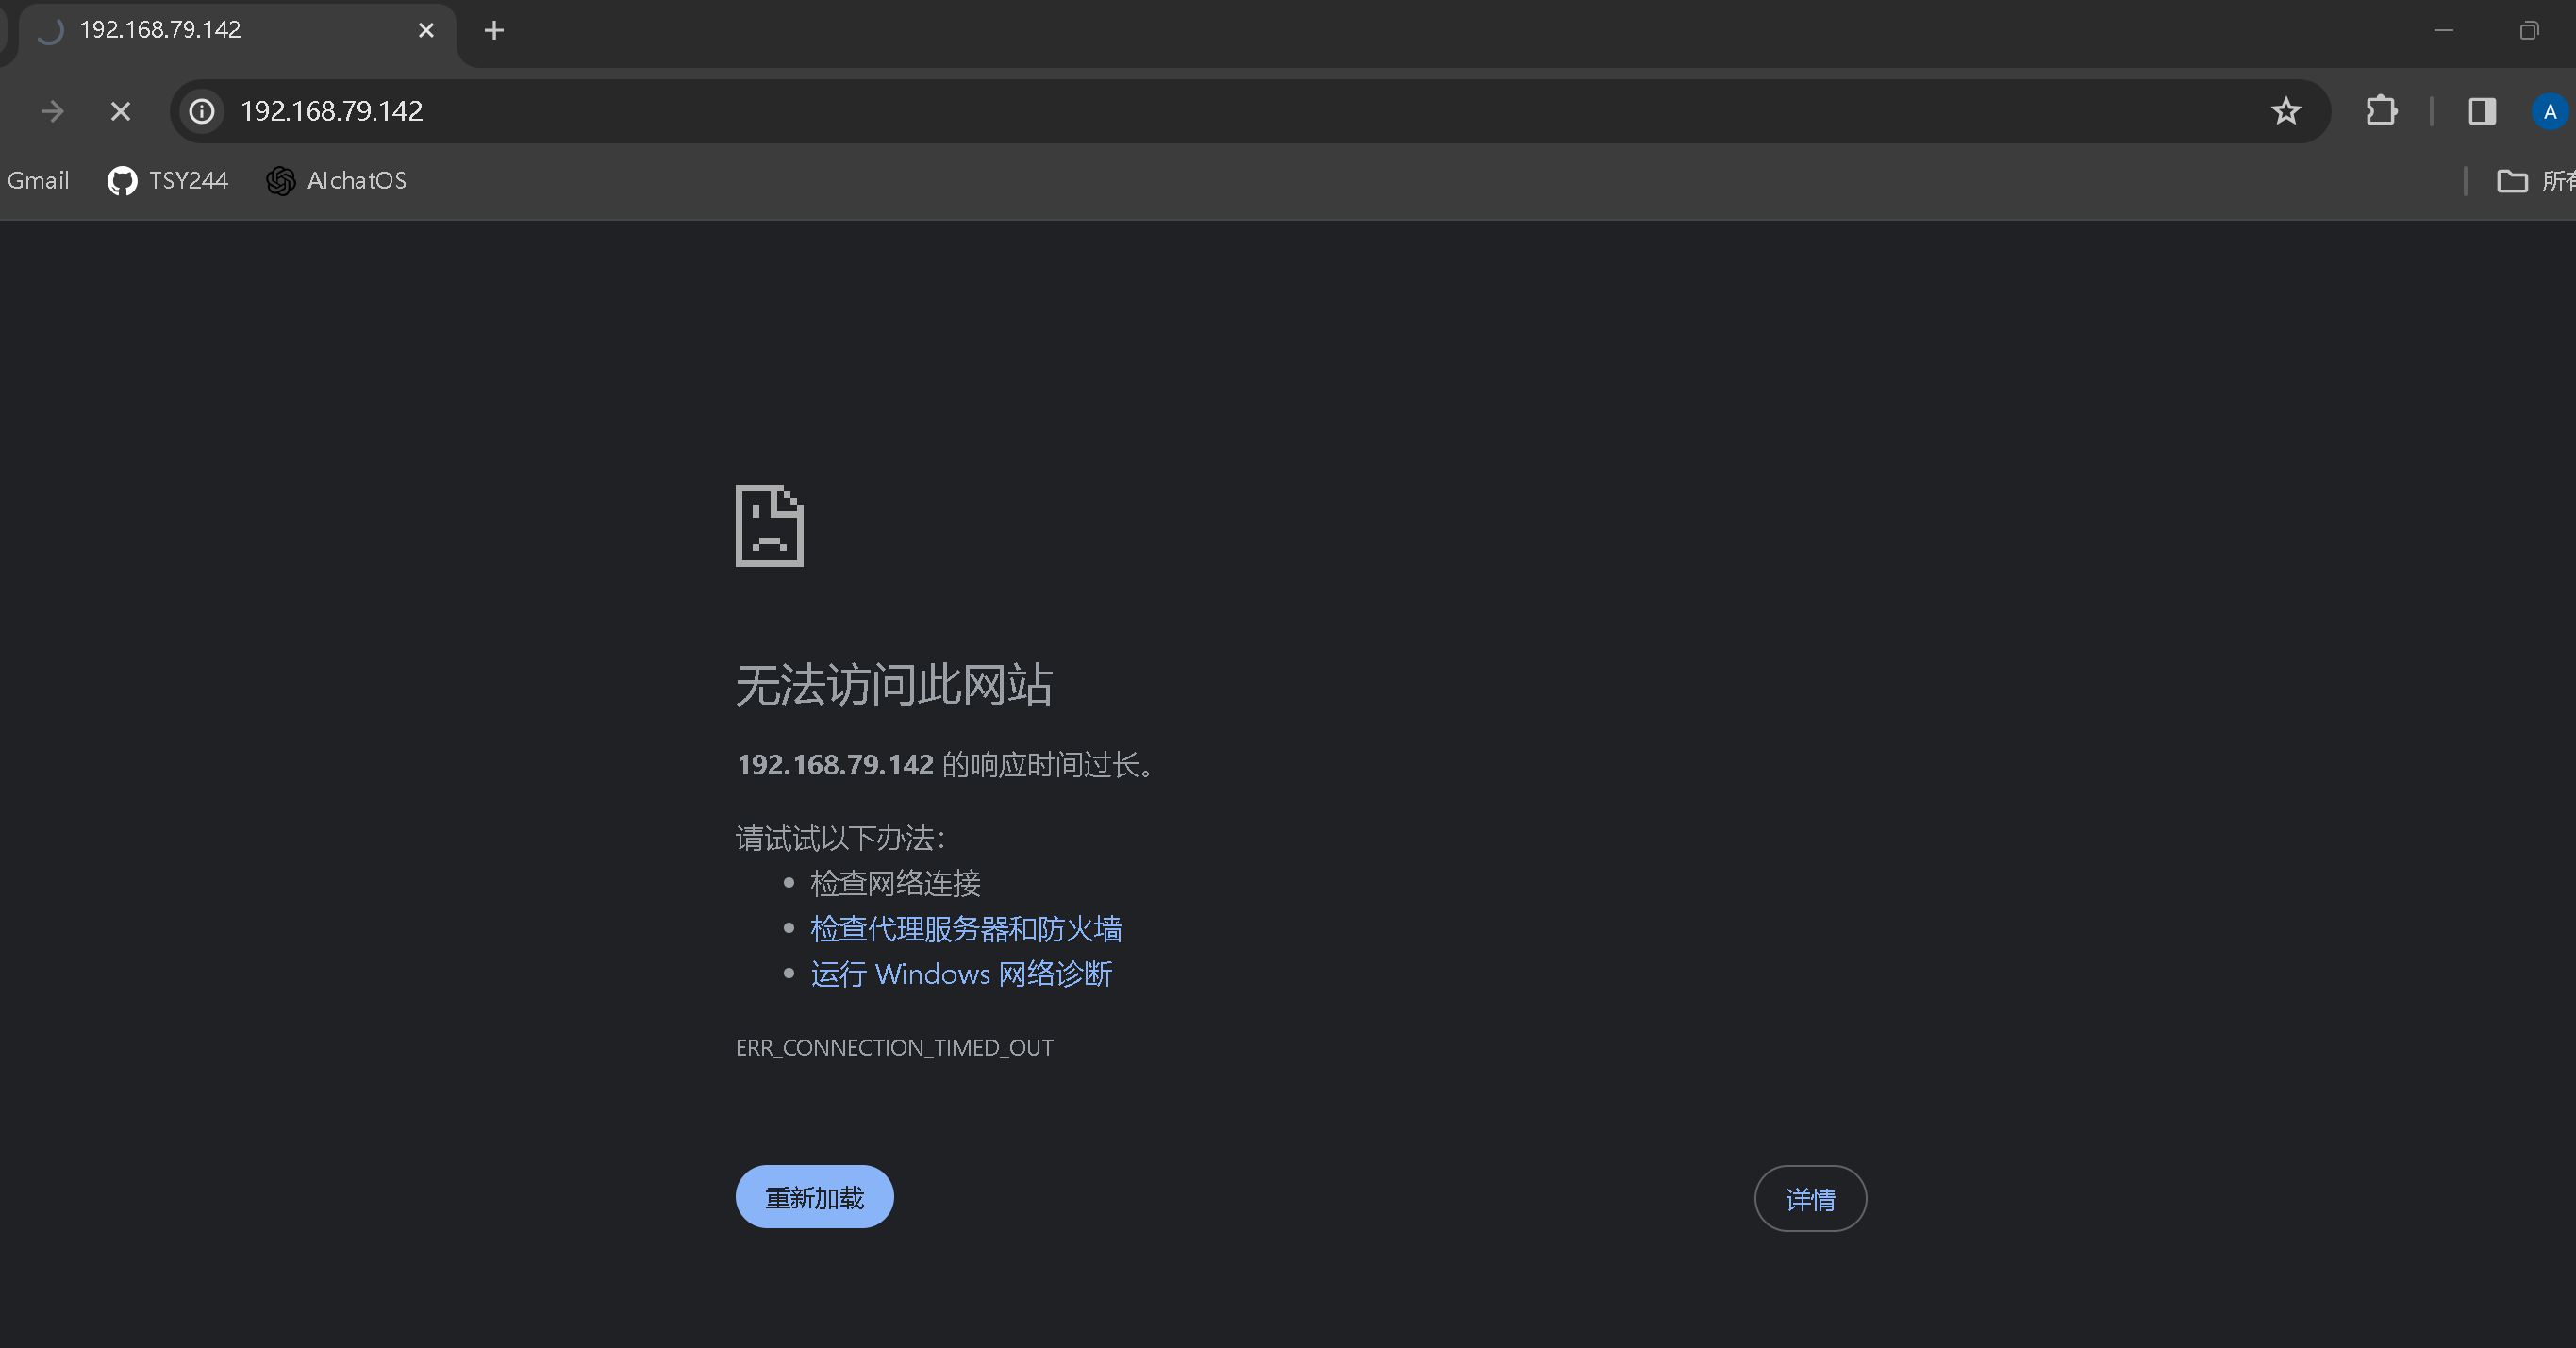 192.168.79.142
192.168.79.142
A
Gmail
TSY244
AIchatOS
所有
无法访问此网站
192.168.79.142 的响应时间过长。
请试试以下办法：
检查网络连接
检查代理服务器和防火墙
运行 Windows 网络诊断
ERR_CONNECTION_TIMED_OUT
重新加载
详情